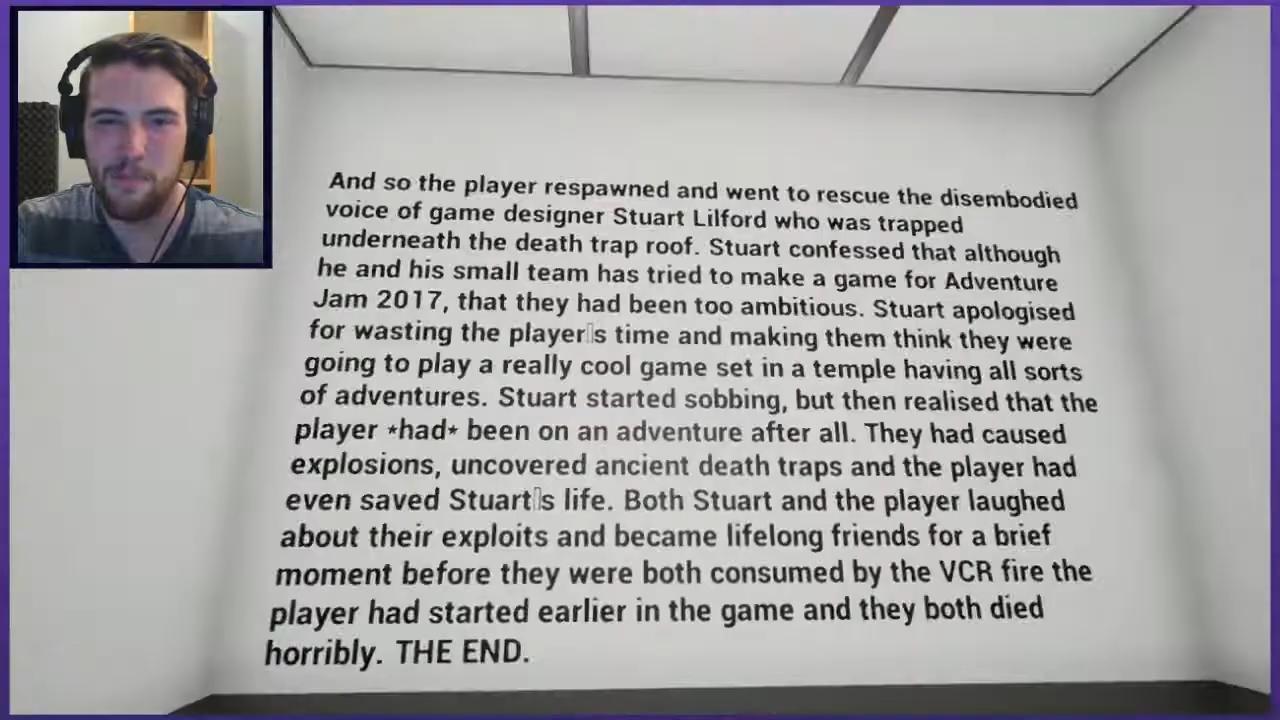 And so the player respawned and went to rescue the disembodied
voice of game designer Stuart Lilford who was trapped
underneath the death trap roof. Stuart confessed that although
he and his small team has tried to make a game for Adventure
Jam 2017, that they had been too ambitious. Stuart apologised
for wasting the player▯s time and making them think they were
going to play a really cool game set in a temple having all sorts
of adventures. Stuart started sobbing, but then realised that the
player *had* been on an adventure after all. They had caused
explosions, uncovered ancient death traps and the player had
even saved Stuart▯s life. Both Stuart and the player laughed
about their exploits and became lifelong friends for a brief
moment before they were both consumed by the VCR fire the
player had started earlier in the game and they both died
horribly. THE END.